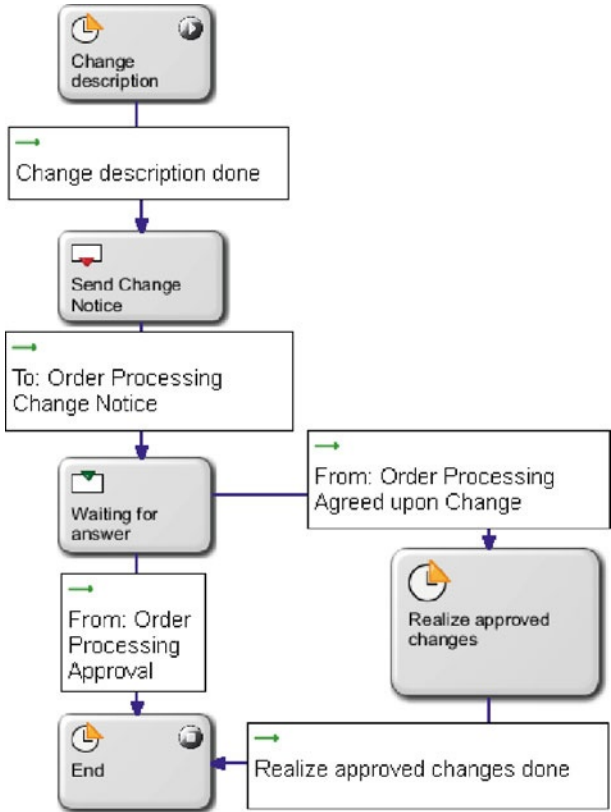 Change
description
Change description done
Send Change
Notice
To: Order Processing
Change Notice
Waiting for
answer
From: Order Processing
Agreed upon Change
From: Order
Processing
Approval
Realize approved
changes
End
Realize approved changes done